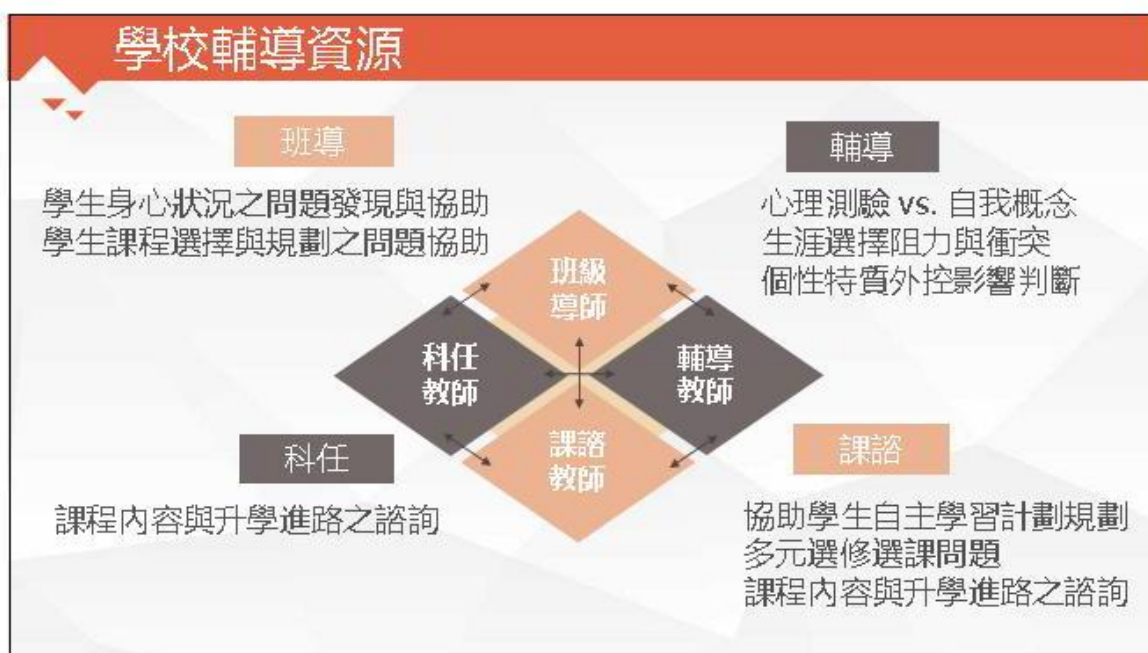 學校輔導資源
班導
學生身心狀況之問題發現與協助
學生課程選擇與規劃之問題協助
輔導
心理測驗 vs. 自我概念
生涯選擇阻力與衝突
個性特質外控影響判斷
班級
導師
科任
教師
輔導
教師
課諮
教師
科任
課程內容與升學進路之諮詢
課諮
協助學生自主學習計劃規劃
多元選修選課問題
課程內容與升學進路之諮詢